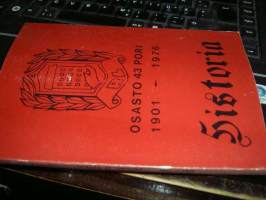 OSASTO 43 PORI
1901 - 1976
Historia